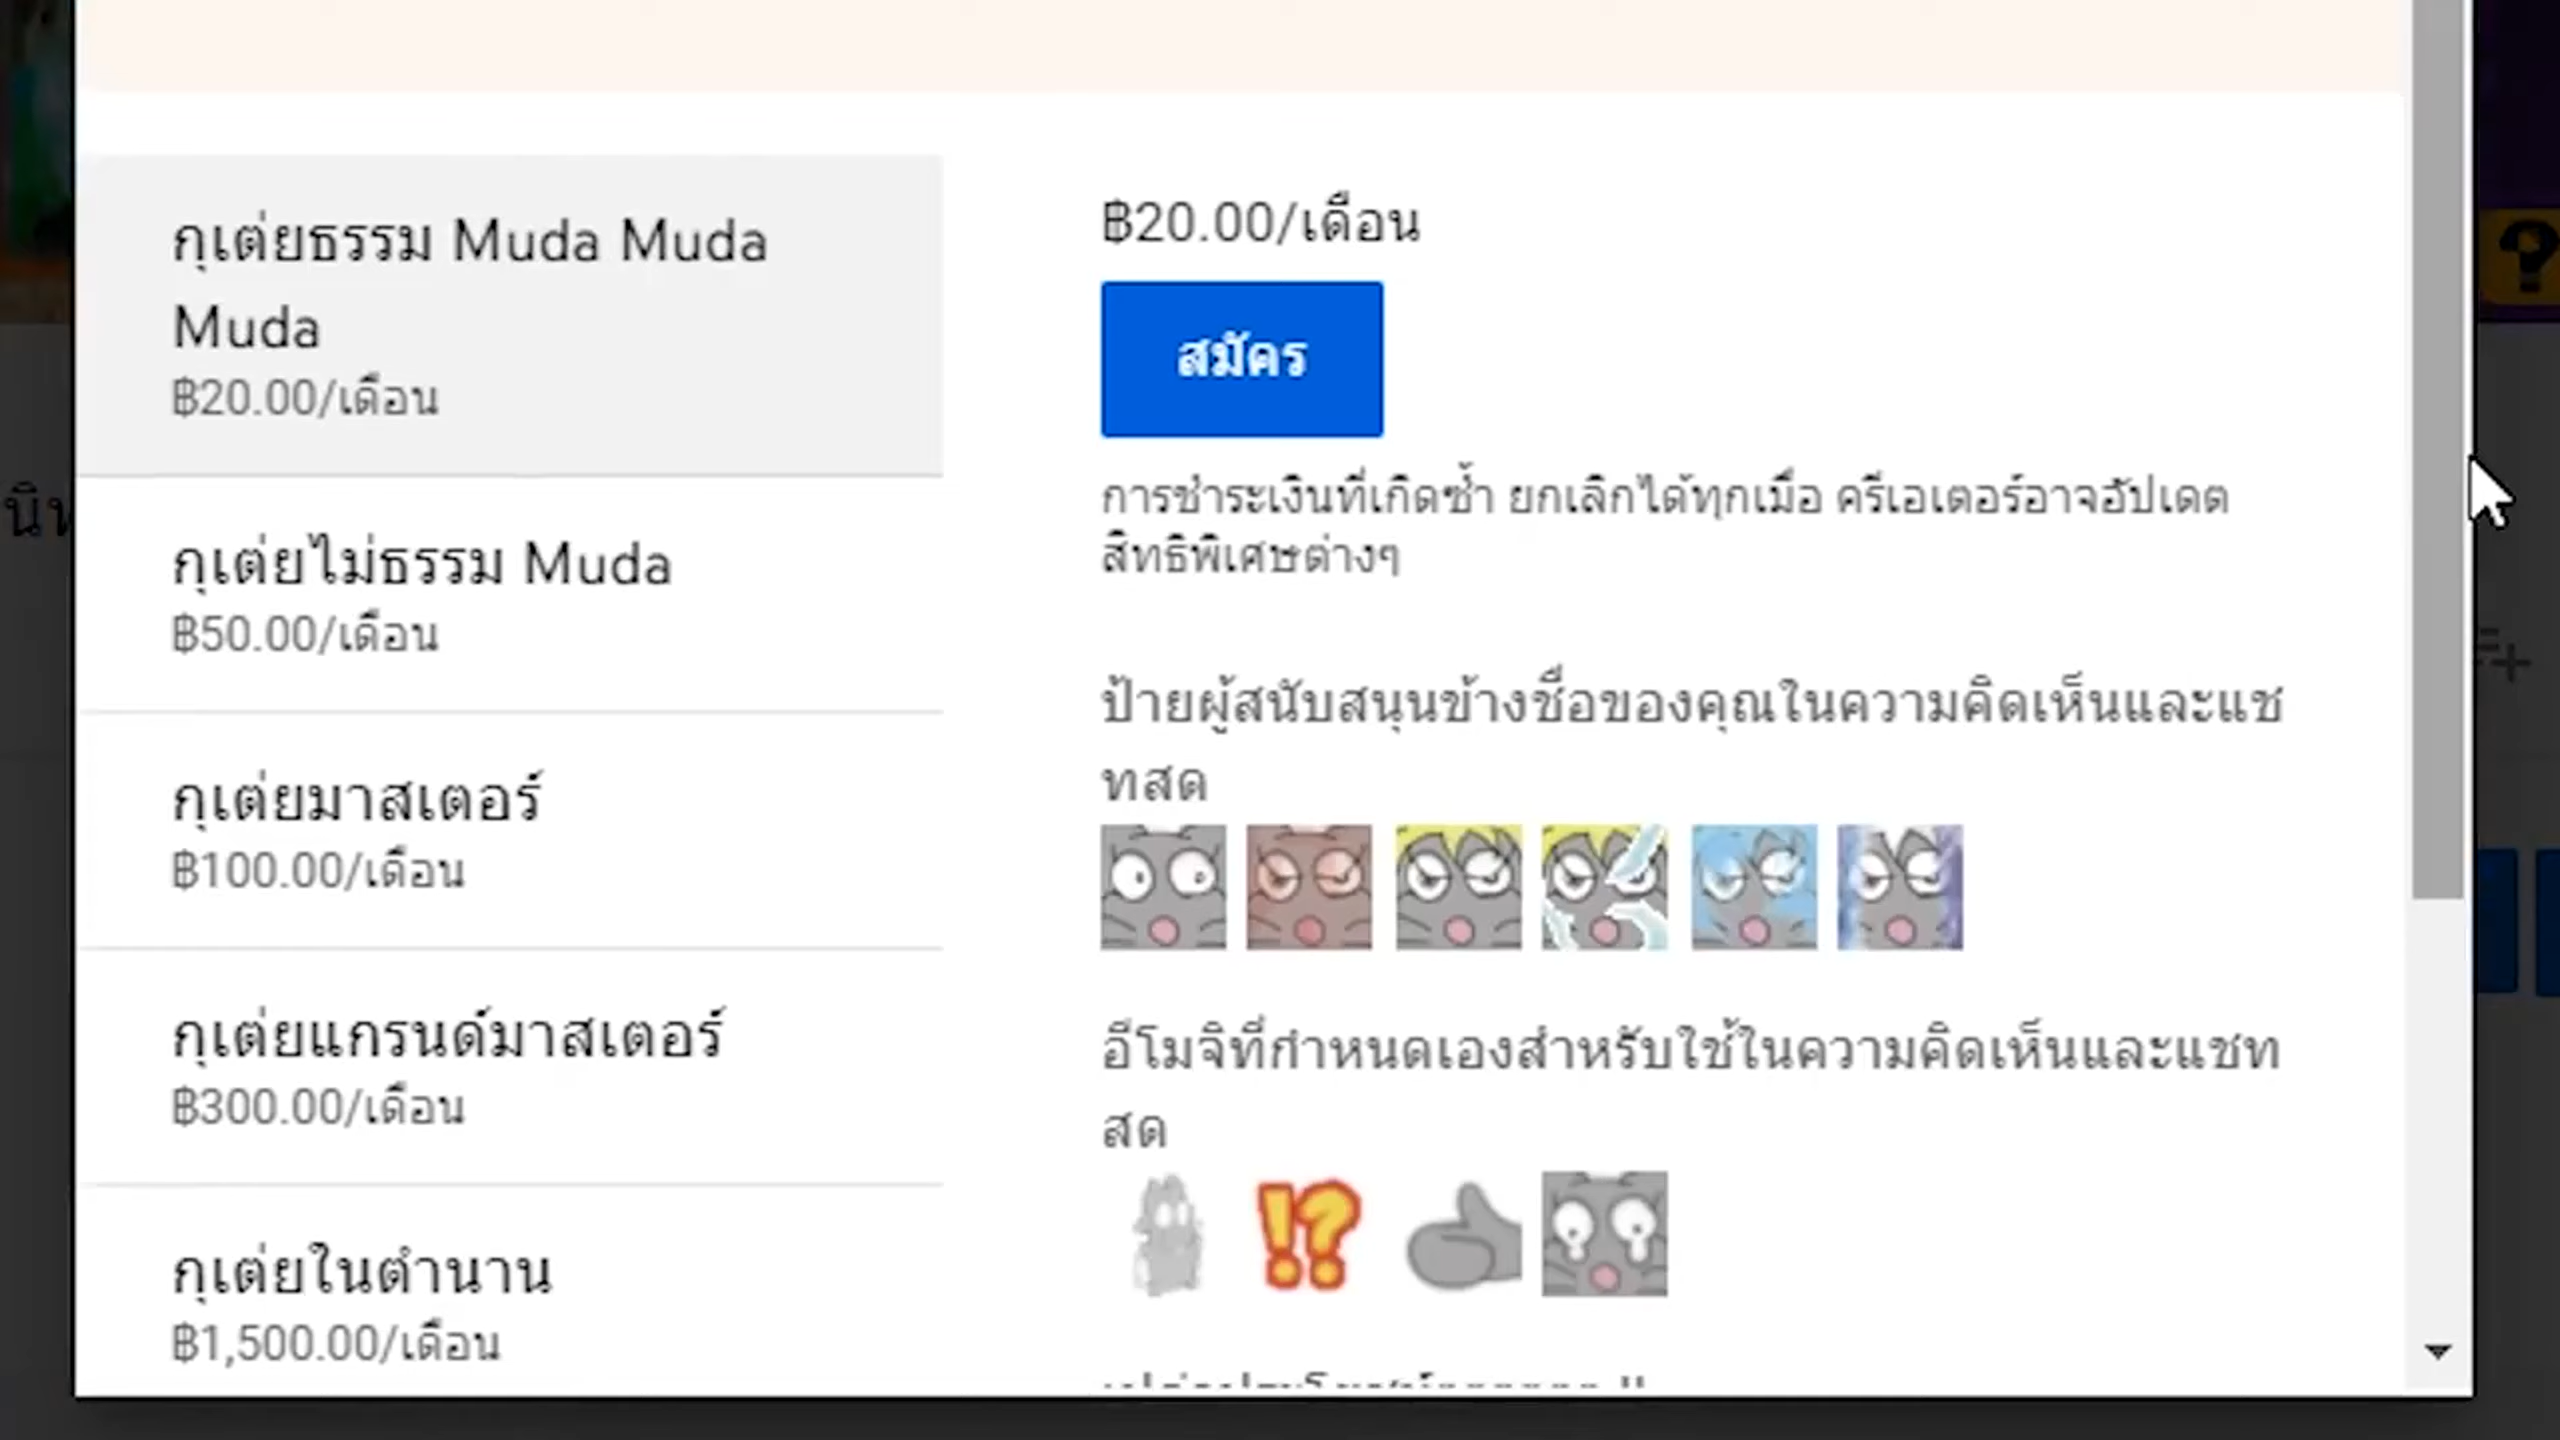 กุเต่ยธรรม Muda Muda
Muda
฿20.00/เดือน
กุเต่ยไม่ธรรม Muda
฿50.00/เดือน
กุเต่ยมาสเตอร์
฿100.00/เดือน
กุเต่ยแกรนด์มาสเตอร์
฿300.00/เดือน
กุเต่ยในตำนาน
฿1,500.00/เดือน
฿20.00/เดือน
สมัคร
การชำระเงินที่เกิดซ้ำ ยกเลิกได้ทุกเมื่อ ครีเอเตอร์อาจอัปเดต
สิทธิพิเศษต่างๆ
ป้ายผู้สนับสนุนข้างชื่อของคุณในความคิดเห็นและแช
ทสด
อีโมจิที่กำหนดเองสำหรับใช้ในความคิดเห็นและแชท
สด
!?
?